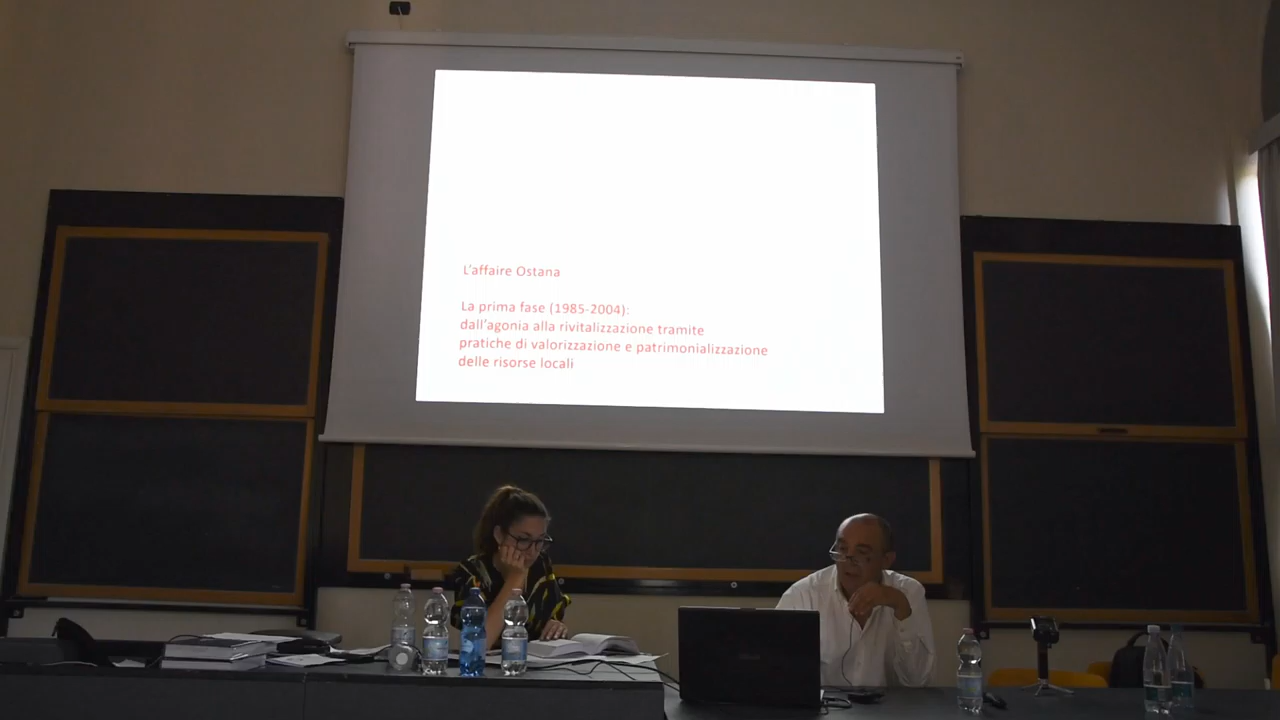 L'affaire Ostana
La prima fase (1985-2004):
dall'agonia alla rivitalizzazione tramite
pratiche di valorizzazione e patrimonializzazione
delle risorse locali